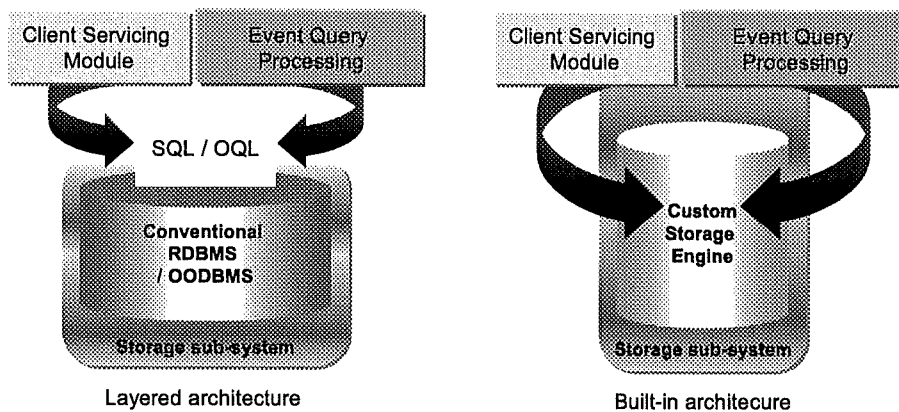 Client Servicing
Module
Event Query
Processing
SQL / OQL
Conventional
RDBMS
/ OODBMS
Storage sub-system
Layered architecture
Client Servicing
Module
Event Query
Processing
Custom
Storage
Engine
Storage sub-system
Built-in architecure